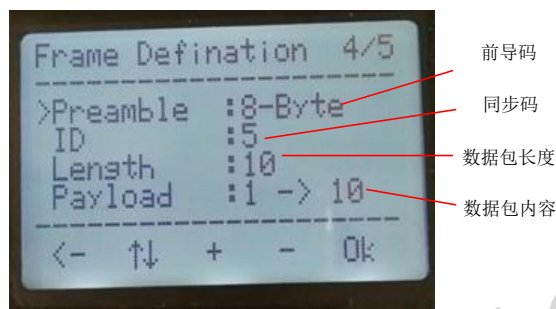 Frame Defination 4/5
>Preamble :8-Byte
ID :5
Length :10
Payload :1 -> 10
<- ↑↓ + - Ok
前导码
同步码
数据包长度
数据包内容